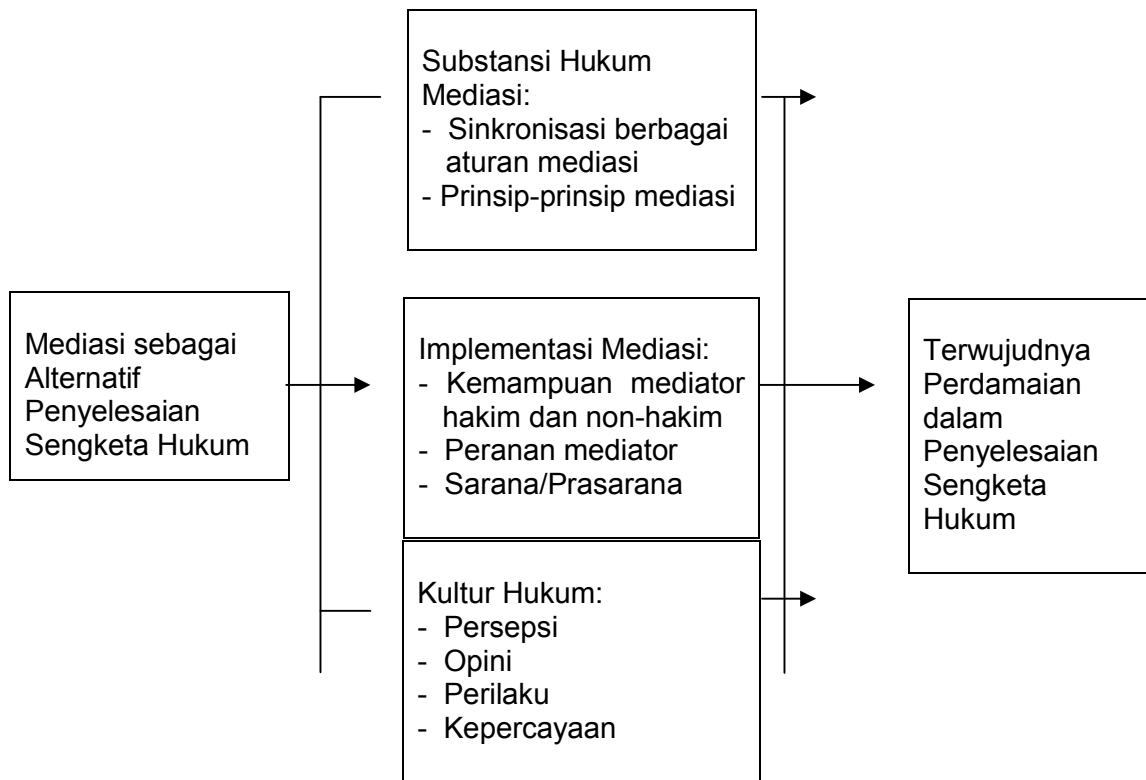 Mediasi sebagai
Alternatif
Penyelesaian
Sengketa Hukum
Substansi Hukum
Mediasi:
- Sinkronisasi berbagai
aturan mediasi
- Prinsip-prinsip mediasi
Implementasi Mediasi:
- Kemampuan mediator
hakim dan non-hakim
- Peranan mediator
- Sarana/Prasarana
Kultur Hukum:
- Persepsi
- Opini
- Perilaku
- Kepercayaan
Terwujudnya
Perdamaian
dalam
Penyelesaian
Sengketa
Hukum